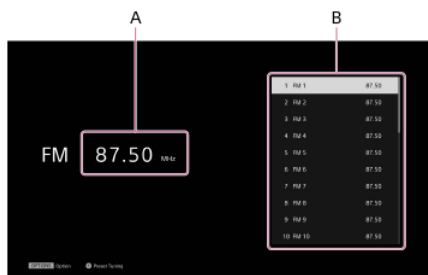 A
B
FM 87.50 MHz
1 FM 1 87.50
2 FM 2 87.50
3 FM 3 87.50
4 FM 4 87.50
5 FM 5 87.50
6 FM 6 87.50
7 FM 7 87.50
8 FM 8 87.50
9 FM 9 87.50
10 FM 10 87.50
OPTIONS Option Preset Tuning